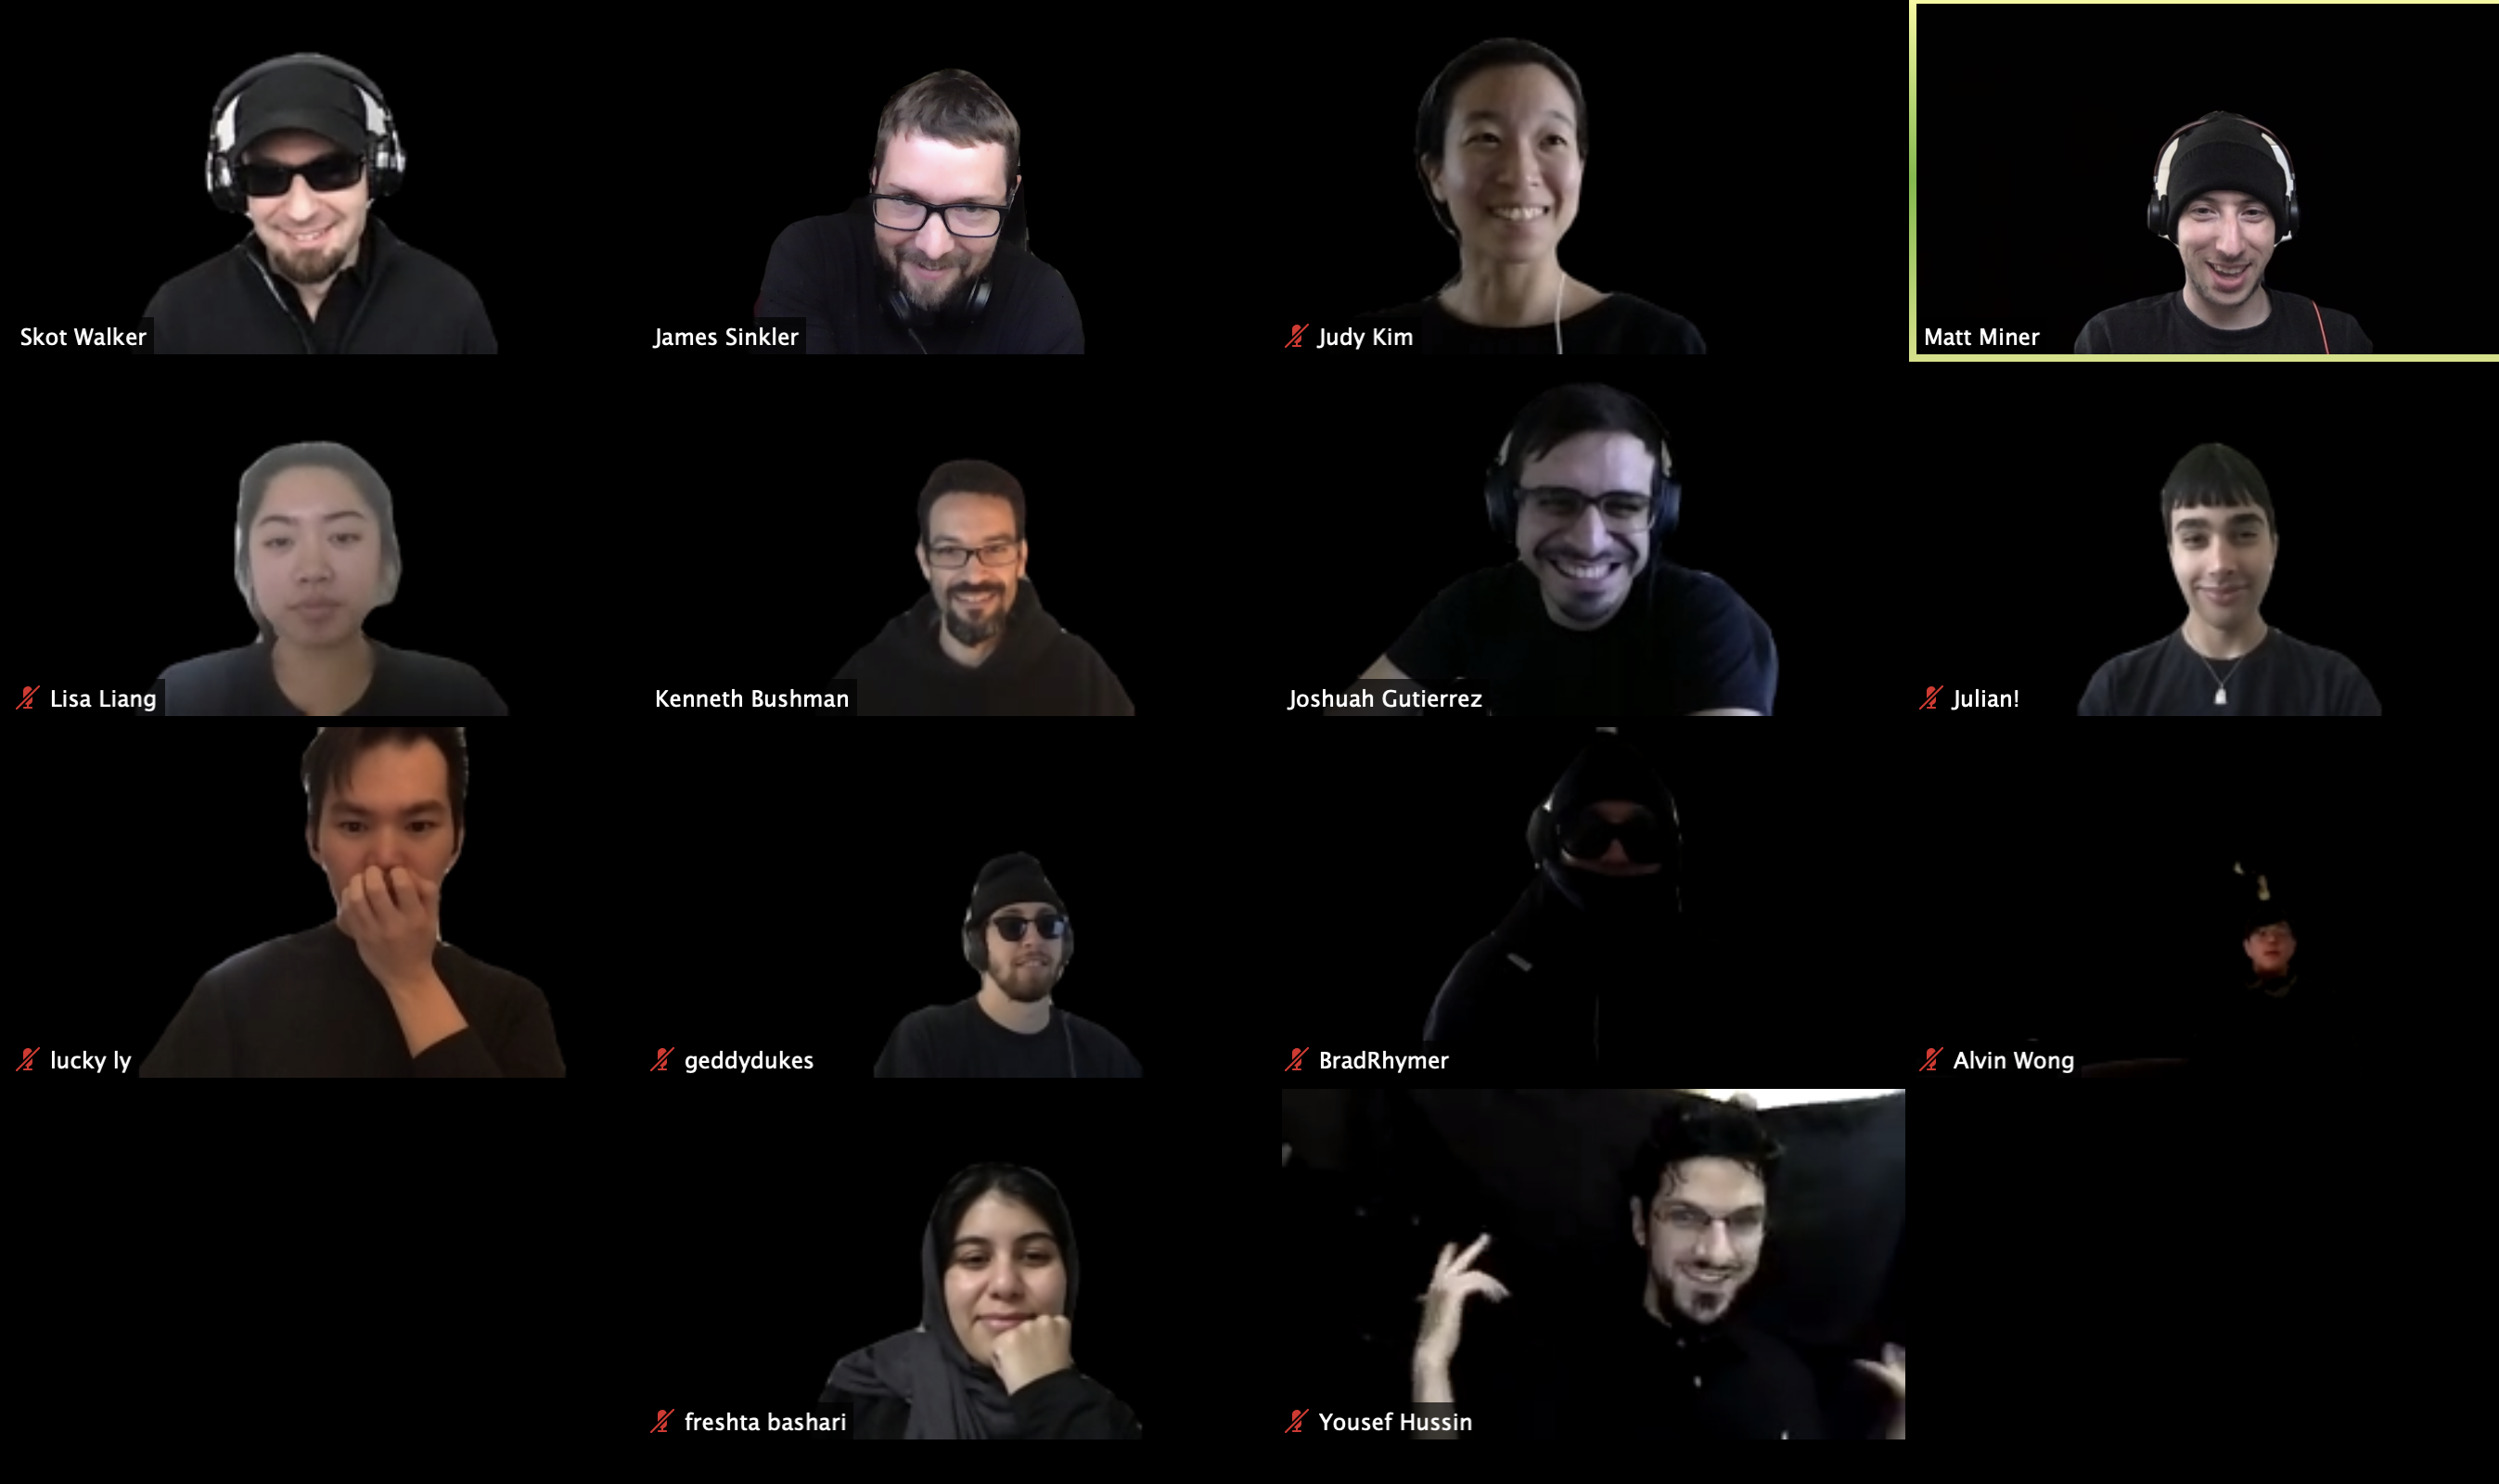 Skot Walker
James Sinkler
Judy Kim
Matt Miner
Lisa Liang
Kenneth Bushman
Joshuah Gutierrez
Julian!
lucky ly
geddydukes
BradRhymer
Alvin Wong
freshta bashari
Yousef Hussin